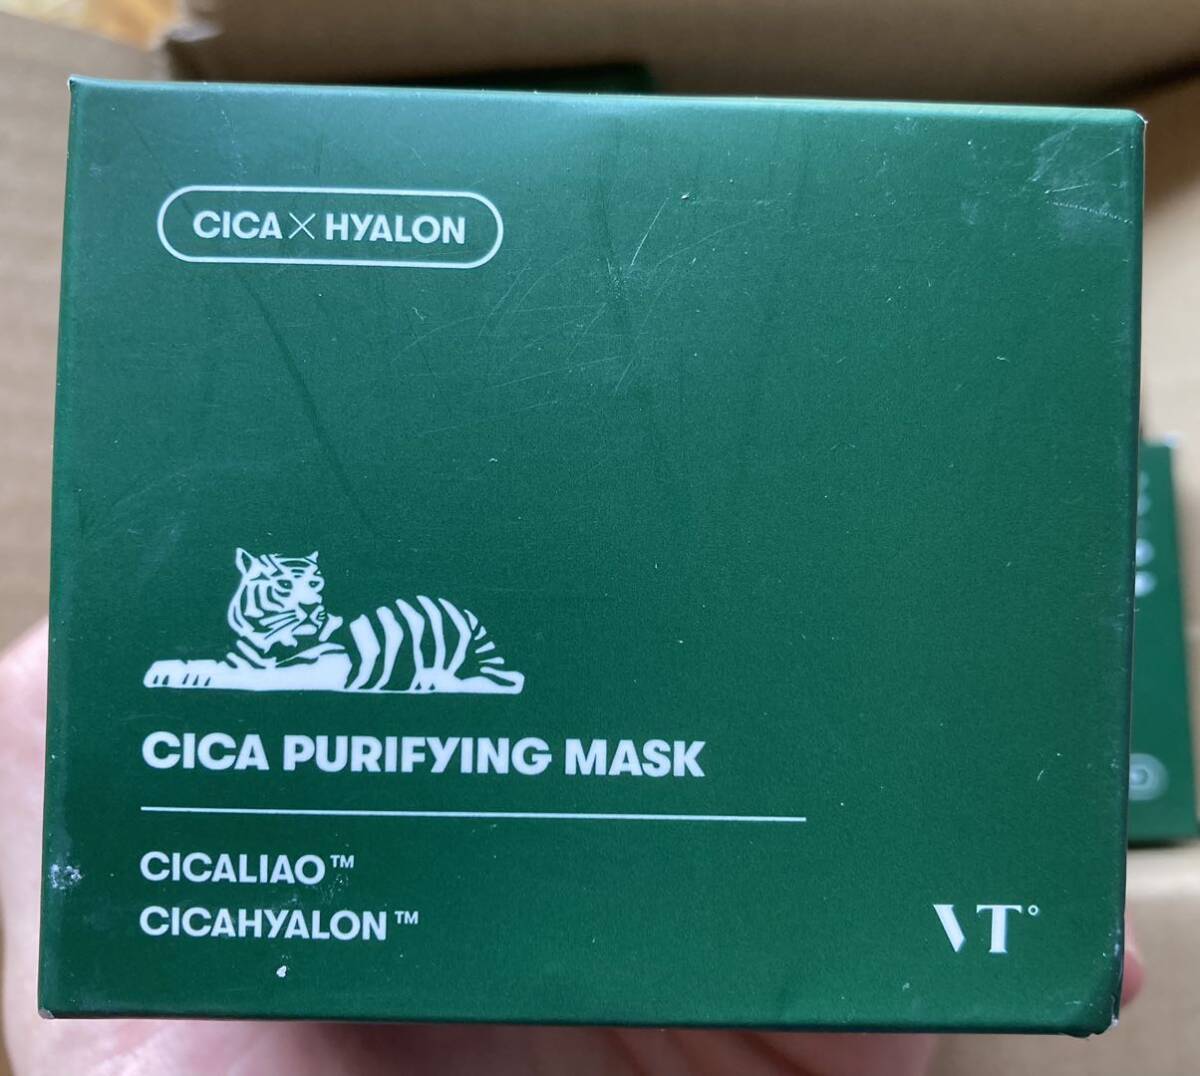 CICA × HYALON
CICA PURIFYING MASK
CICALIAO™
CICAHYALON™
VT°